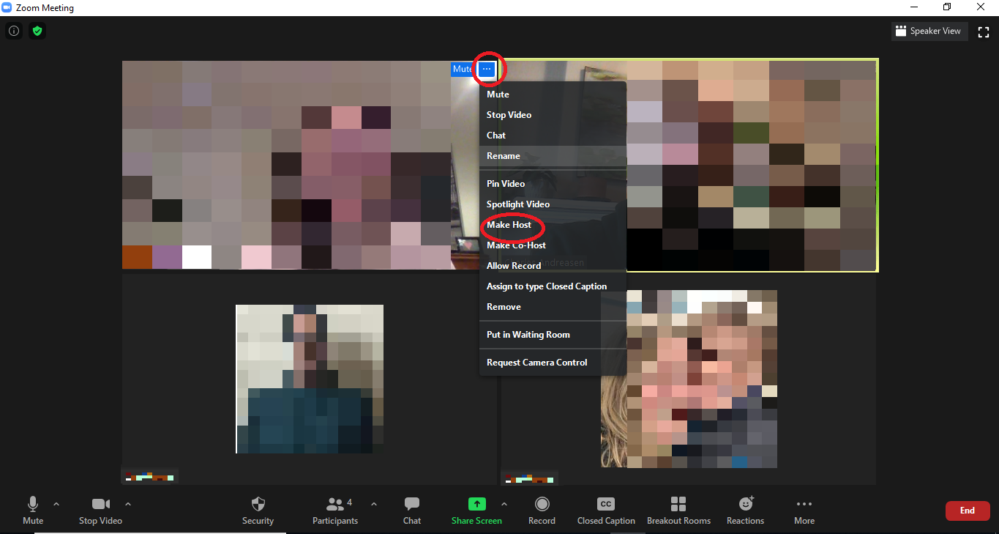 Zoom Meeting
Speaker View
Mute ...
Mute
Stop Video
Chat
Rename
Pin Video
Spotlight Video
Make Host
Make Co-Host
Andreasen
Allow Record
Assign to type Closed Caption
Remove
Put in Waiting Room
Request Camera Control
Mute
Stop Video
Security
4
Participants
Chat
Share Screen
Record
CC
Closed Caption
Breakout Rooms
Reactions
More
End